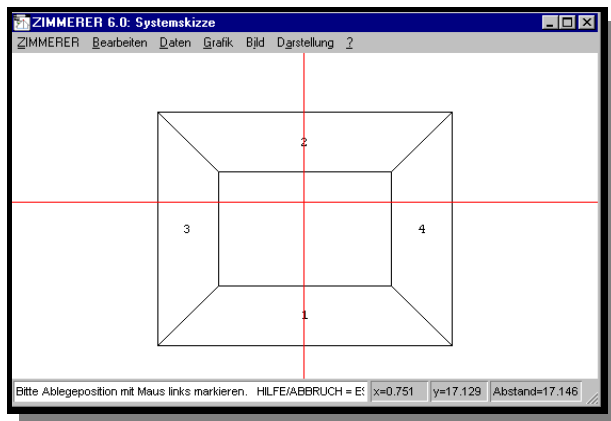 ZIMMERER 6.0: Systemskizze
ZIMMERER Bearbeiten Daten Grafik Bild Darstellung ?
2
3 4
1
Bitte Ablegeposition mit Maus links markieren. HILFE/ABBRUCH = ES x=0.751 y=17.129 Abstand=17.146